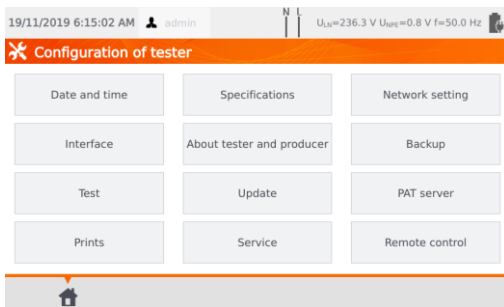 19/11/2019 6:15:02 AM admin N L ULN=236.3 V UNPE=0.8 V f=50.0 Hz
Configuration of tester
Date and time Specifications Network setting
Interface About tester and producer Backup
Test Update PAT server
Prints Service Remote control